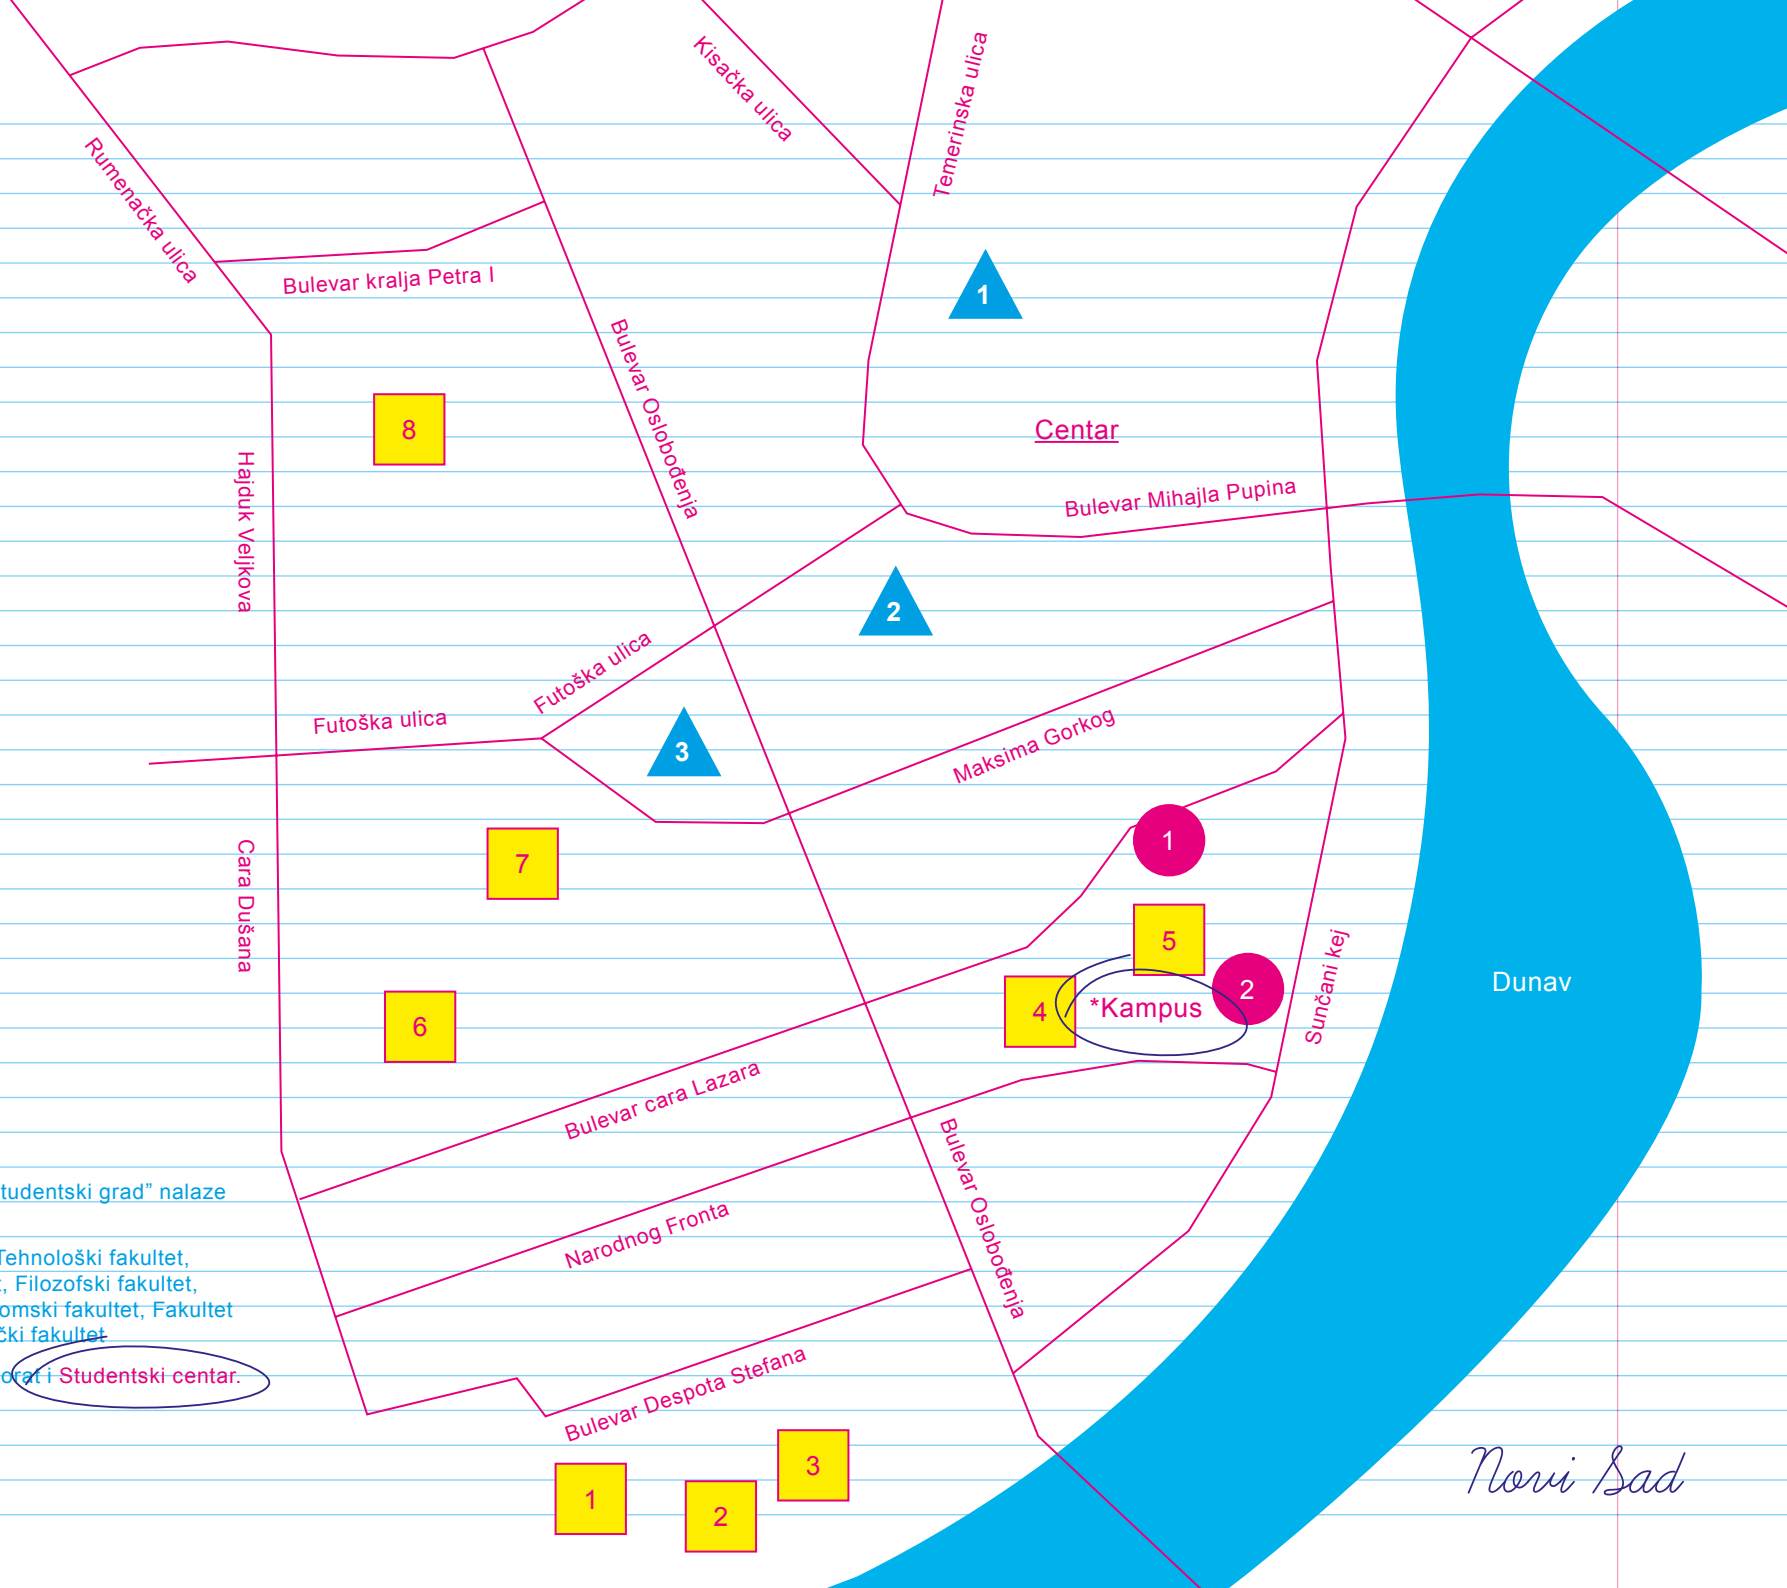 Kisačka ulica
Temerinska ulica
Rumenačka ulica
Bulevar kralja Petra I
1
Bulevar Oslobođenja
8
Centar
Hajduk Veljkova
Bulevar Mihajla Pupina
2
Futoška ulica
Futoška ulica
3
Maksima Gorkog
1
7
Cara Dušana
5
Sunčani kej
Dunav
2
4
*Kampus
6
Bulevar cara Lazara
Bulevar Oslobođenja
tudentski grad” nalaze
Narodnog Fronta
Tehnološki fakultet,
, Filozofski fakultet,
omski fakultet, Fakultet
čki fakultet
orat i Studentski centar.
Bulevar Despota Stefana
3
Novi Sad
1
2